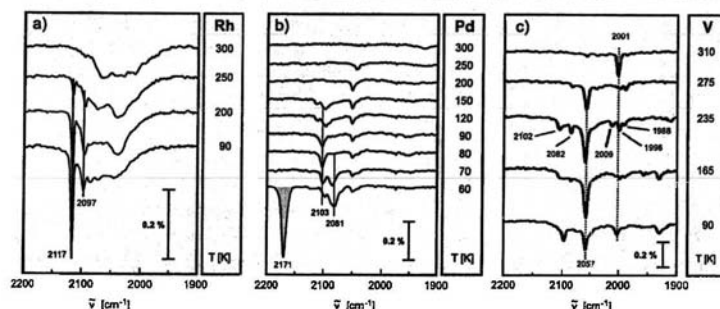 a)
Rh
300
250
200
90
2097
2117
0.2 %
T [K]
2200 2100 2000 1900
ν̃ [cm⁻¹]
b)
Pd
300
250
200
150
120
90
80
70
60
2103
2081
2171
0.2 %
T [K]
2200 2100 2000 1900
ν̃ [cm⁻¹]
c)
V
2001
310
275
235
2102
2082
2009
1988
1996
165
90
2057
0.2 %
T [K]
2200 2100 2000 1900
ν̃ [cm⁻¹]